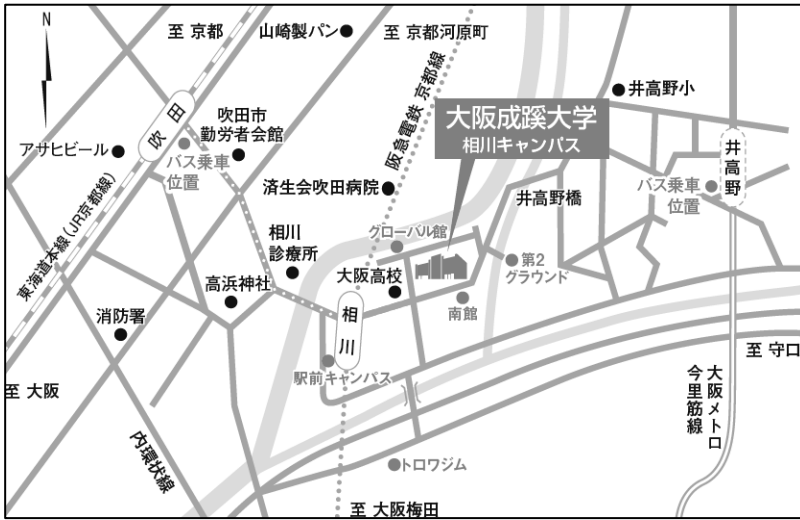 N
至 京都
山崎製パン
至 京都河原町
阪急電鉄 京都線
井高野小
大阪成蹊大学
相川キャンパス
吹田
吹田市
勤労者会館
アサヒビール
バス乗車
位置
済生会吹田病院
井高野橋
井高野
バス乗車
位置
東海道本線(JR京都線)
相川
診療所
グローバル館
第2
グラウンド
高浜神社
大阪高校
南館
消防署
相川
駅前キャンパス
至 守口
至 大阪
大阪メトロ
今里筋線
内環状線
トロワジム
至 大阪梅田